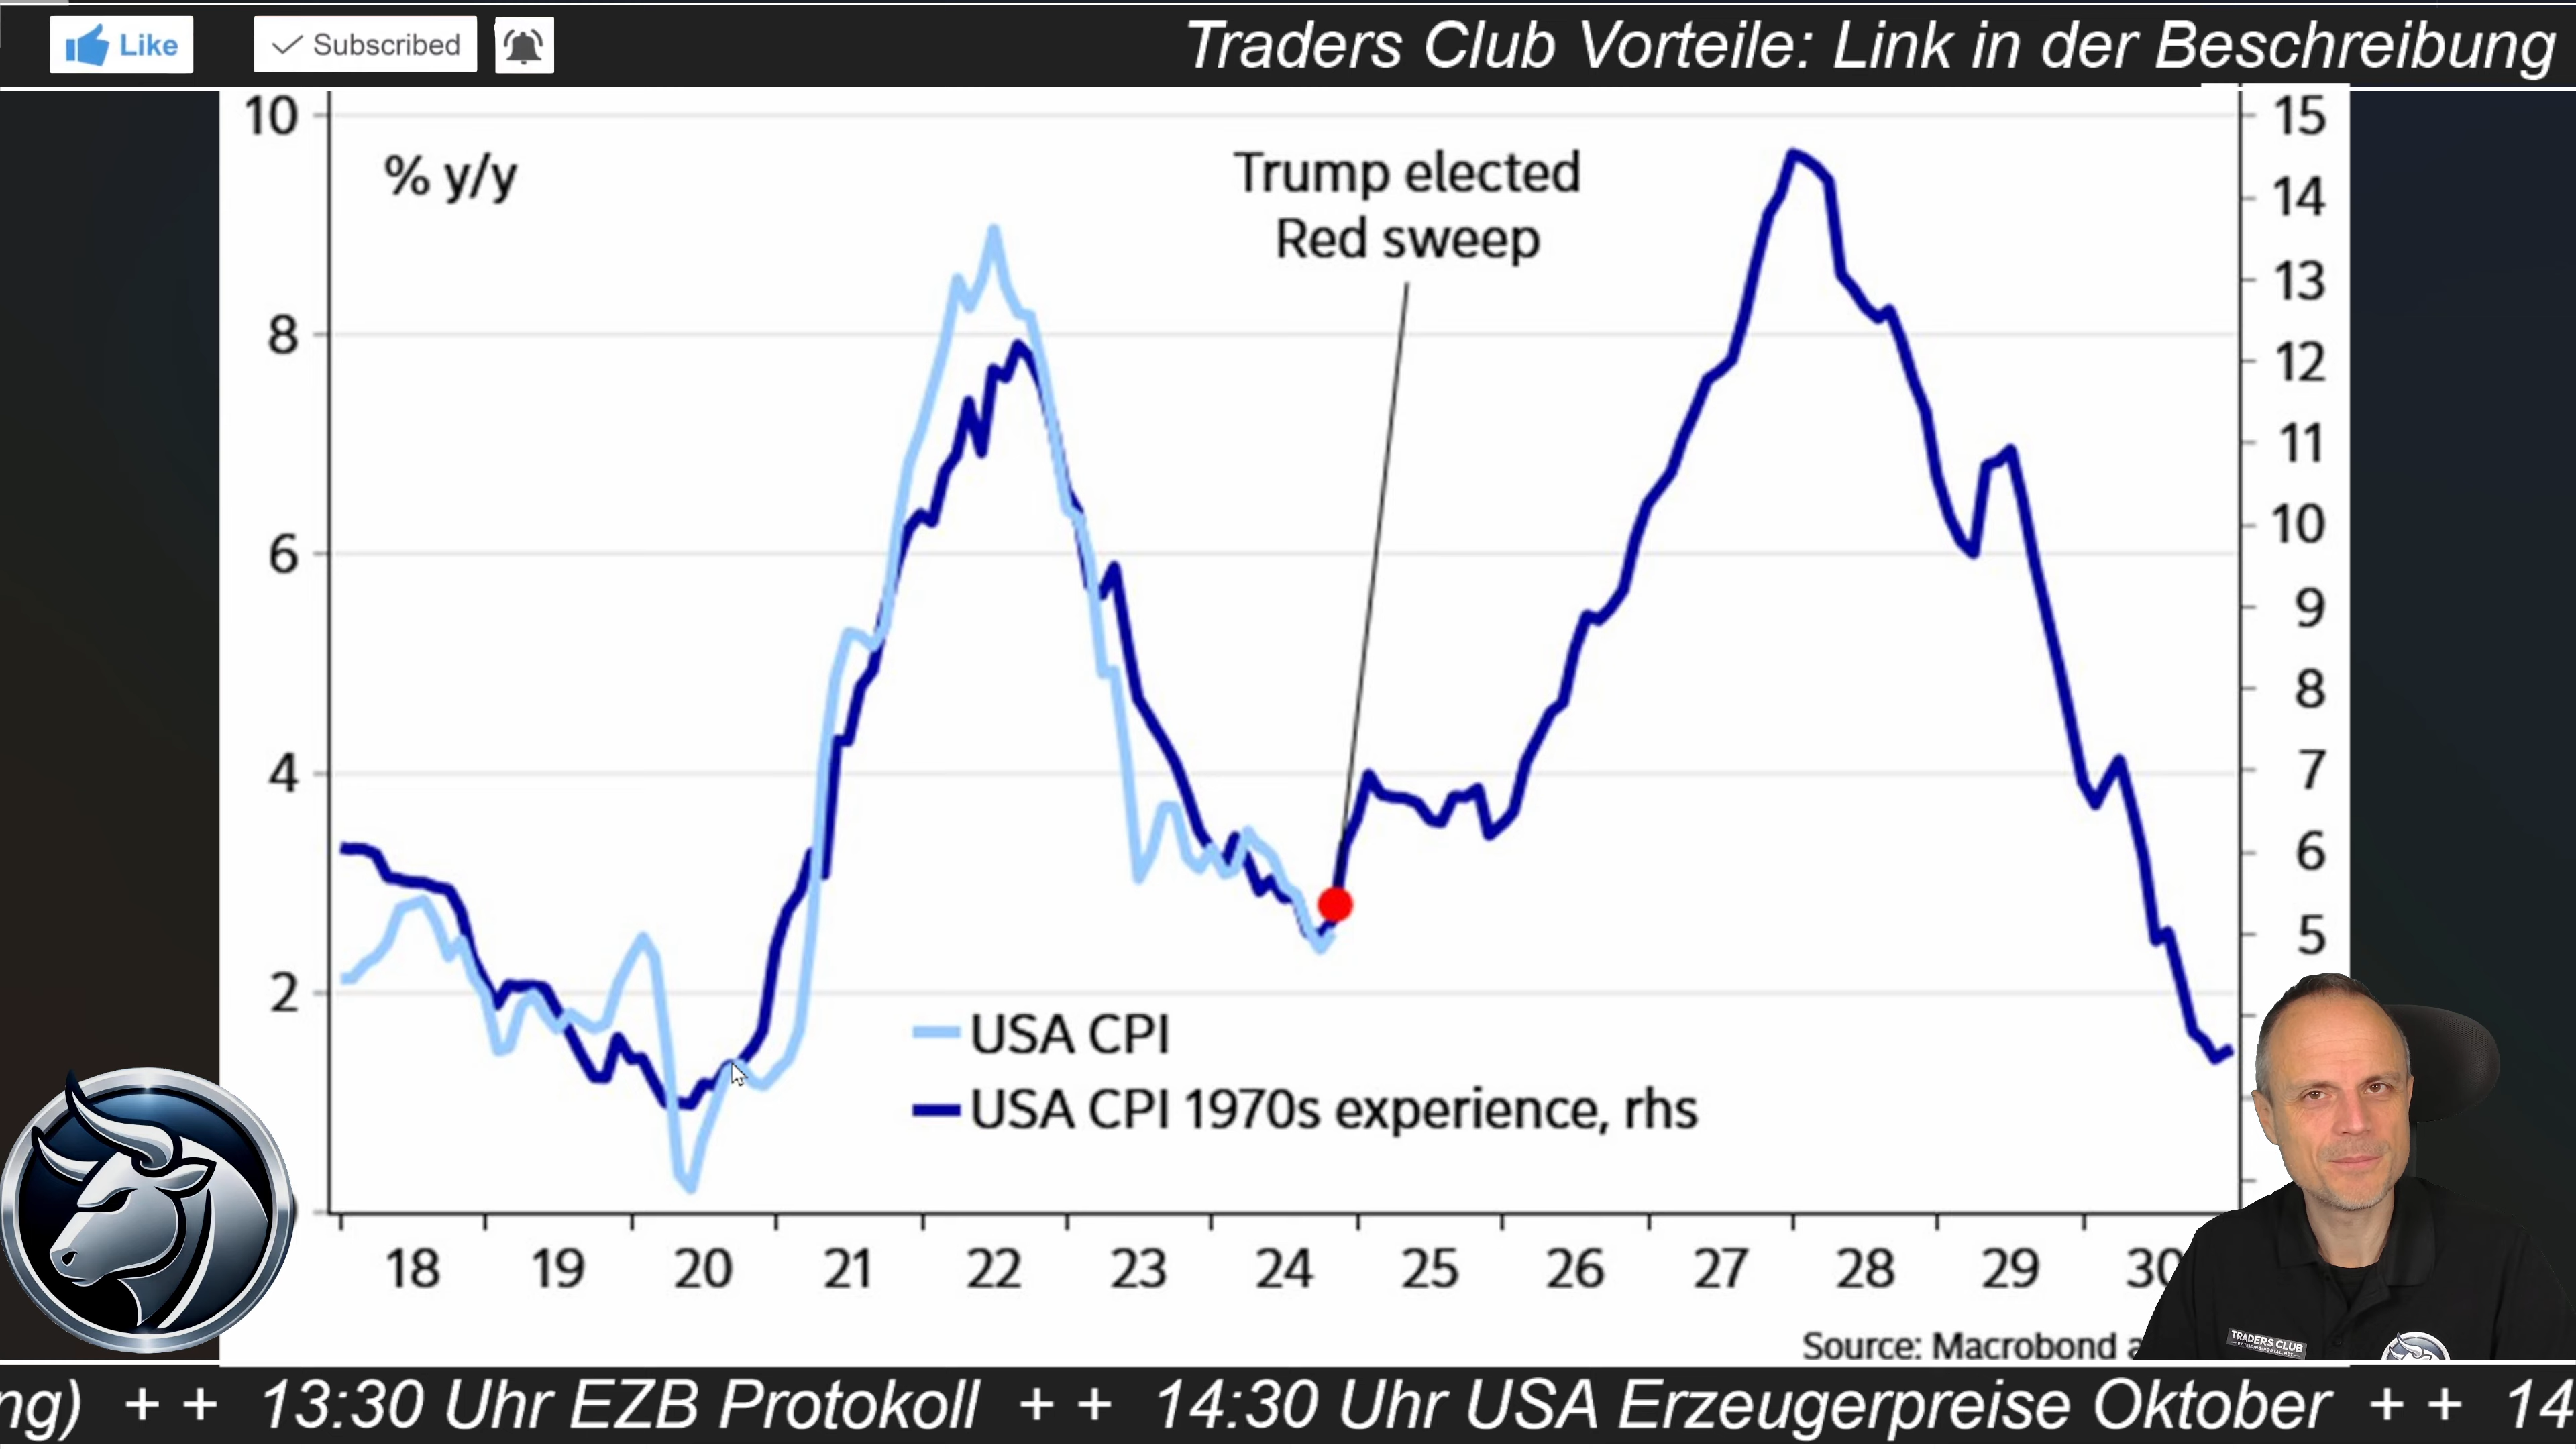 Like
Subscribed
Traders Club Vorteile: Link in der Beschreibung
10
8
6
4
2
% y/y
Trump elected
Red sweep
15
14
13
12
11
10
9
8
7
6
5
USA CPI
USA CPI 1970s experience, rhs
18 19 20 21 22 23 24 25 26 27 28 29 30
Source: Macrobond a
TRADERS CLUB
ng) ++ 13:30 Uhr EZB Protokoll ++ 14:30 Uhr USA Erzeugerpreise Oktober ++ 14